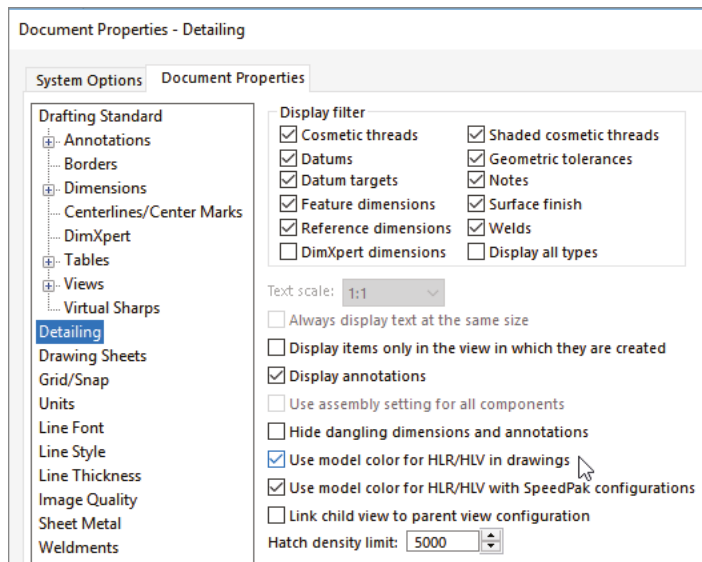 Document Properties - Detailing
System Options
Document Properties
Drafting Standard
Annotations
Borders
Dimensions
Centerlines/Center Marks
DimXpert
Tables
Views
Virtual Sharps
Detailing
Drawing Sheets
Grid/Snap
Units
Line Font
Line Style
Line Thickness
Image Quality
Sheet Metal
Weldments
Display filter
Cosmetic threads
Shaded cosmetic threads
Datums
Geometric tolerances
Datum targets
Notes
Feature dimensions
Surface finish
Reference dimensions
Welds
DimXpert dimensions
Display all types
Text scale: 1:1
Always display text at the same size
Display items only in the view in which they are created
Display annotations
Use assembly setting for all components
Hide dangling dimensions and annotations
Use model color for HLR/HLV in drawings
Use model color for HLR/HLV with SpeedPak configurations
Link child view to parent view configuration
Hatch density limit: 5000